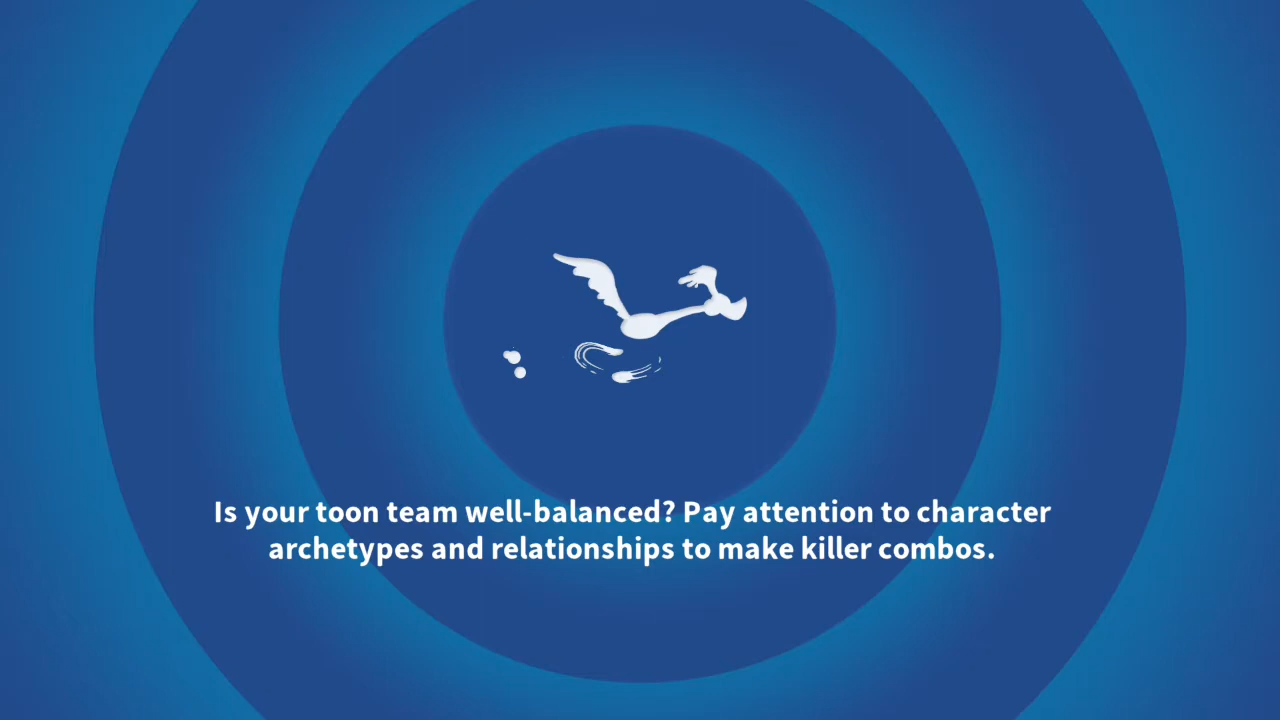 Is your toon team well-balanced? Pay attention to character
archetypes and relationships to make killer combos.